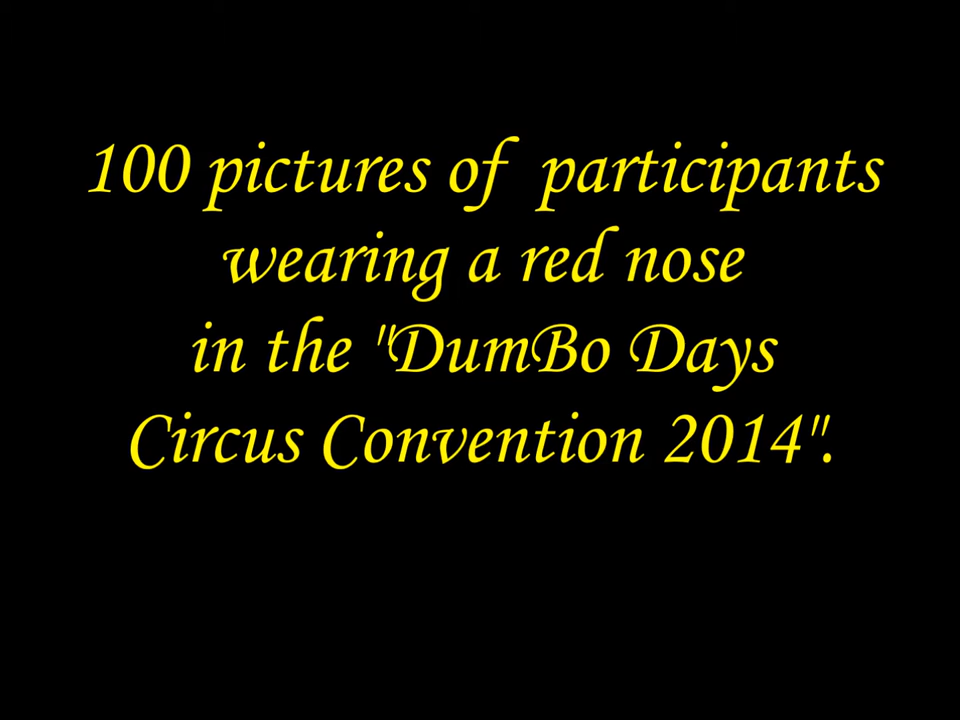 100 pictures of participants
wearing a red nose
in the "DumBo Days
Circus Convention 2014".